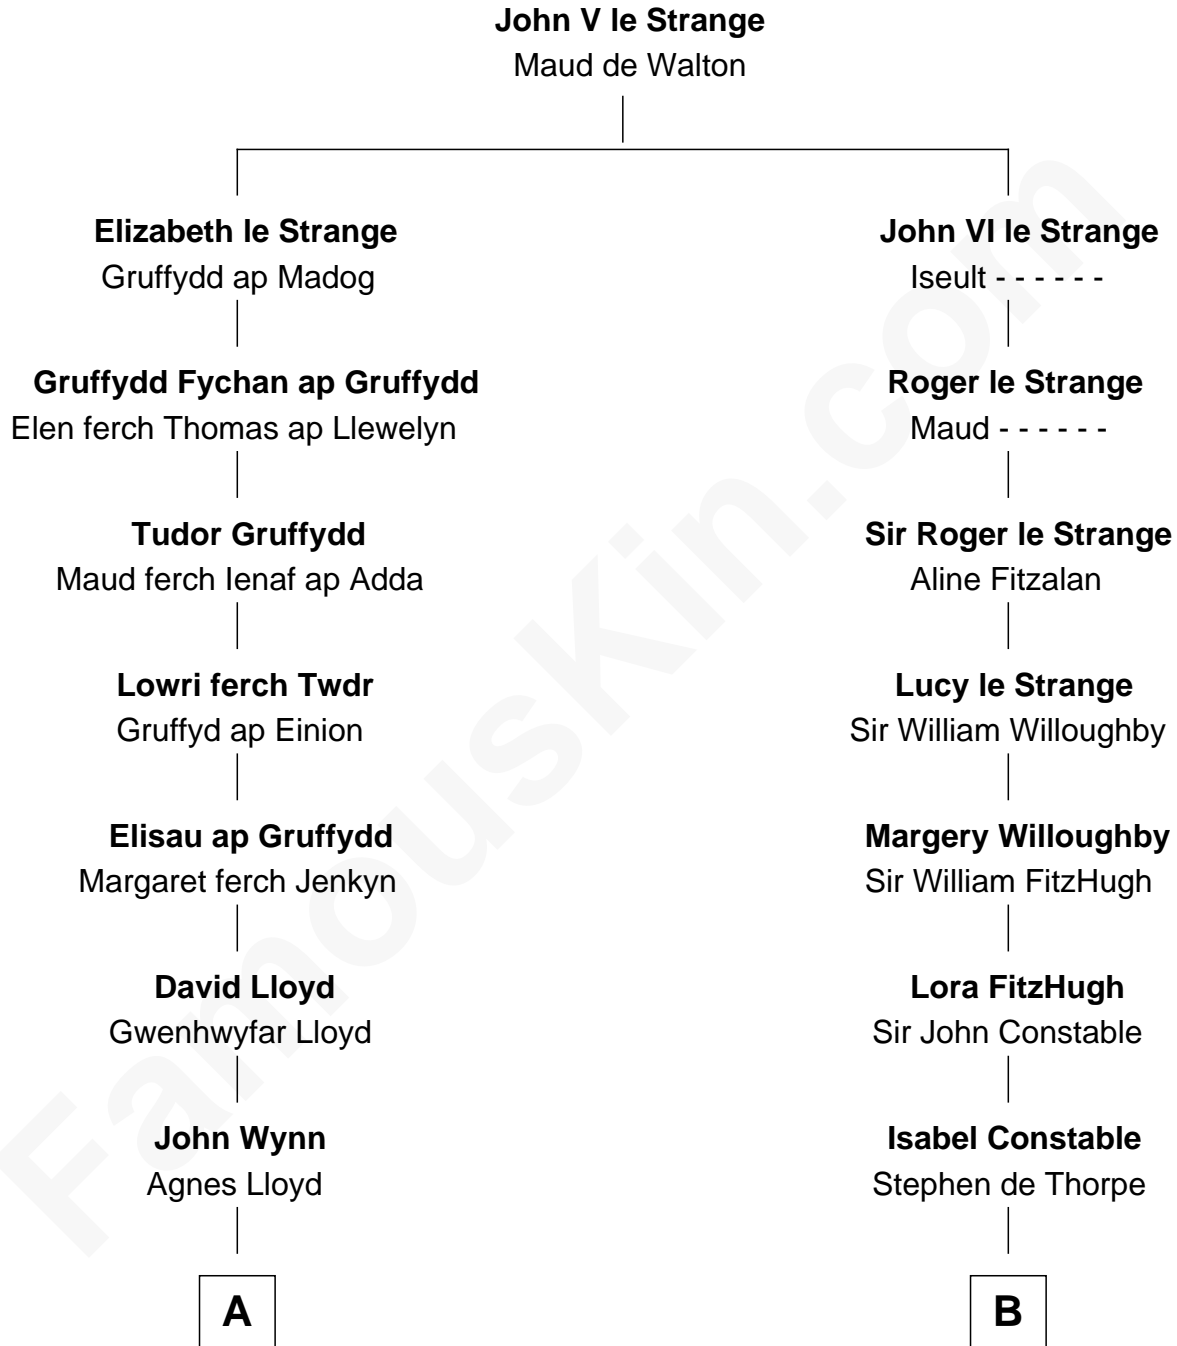 John V le Strange
Maud de Walton
Elizabeth le Strange
Gruffydd ap Madog
John VI le Strange
Iseult - - - - - -
Gruffydd Fychan ap Gruffydd
Elen ferch Thomas ap Llewelyn
Roger le Strange
Maud - - - - - -
Tudor Gruffydd
Maud ferch Ienaf ap Adda
Sir Roger le Strange
Aline Fitzalan
Lowri ferch Twdr
Gruffyd ap Einion
Lucy le Strange
Sir William Willoughby
Elisau ap Gruffydd
Margaret ferch Jenkyn
Margery Willoughby
Sir William FitzHugh
David Lloyd
Gwenhwyfar Lloyd
Lora FitzHugh
Sir John Constable
John Wynn
Agnes Lloyd
Isabel Constable
Stephen de Thorpe
A
B
FamousKin.com